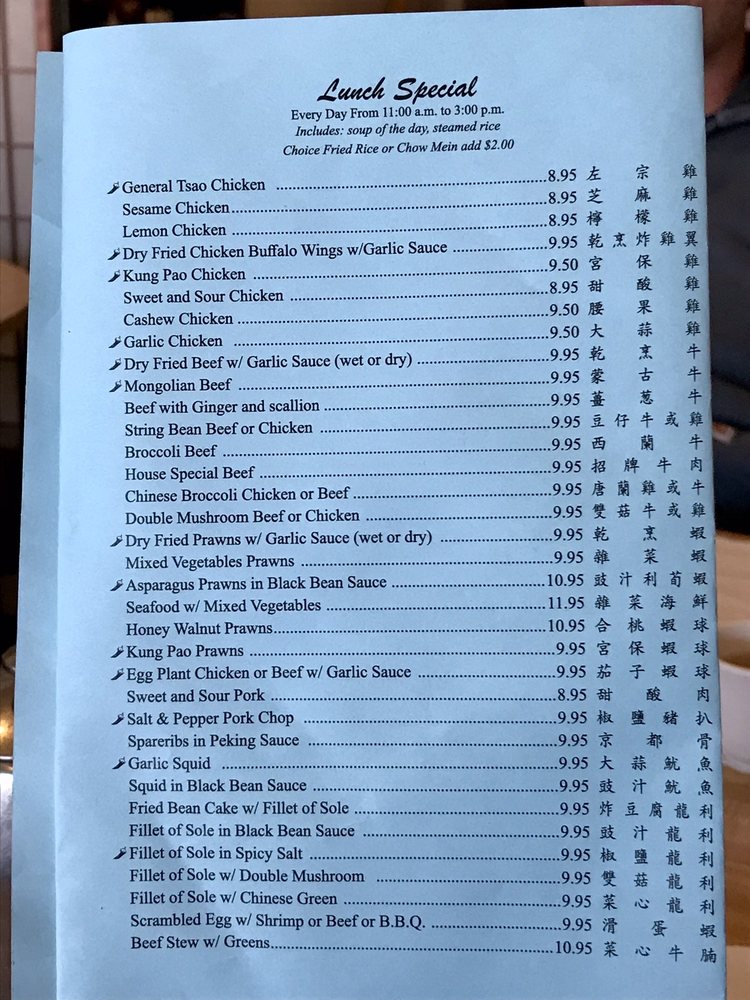 Lunch Special
Every Day From 11:00 a.m. to 3:00 p.m.
Includes: soup of the day, steamed rice
Choice Fried Rice or Chow Mein add $2.00
General Tsao Chicken ....8.95 左宗雞
Sesame Chicken....8.95 芝麻雞
Lemon Chicken ....8.95 檸檬雞
Dry Fried Chicken Buffalo Wings w/Garlic Sauce ....9.95 乾烹炸雞翼
Kung Pao Chicken ....9.50 宮保雞
Sweet and Sour Chicken ....8.95 甜酸雞
Cashew Chicken....9.50 腰果雞
Garlic Chicken ....9.50 大蒜雞
Dry Fried Beef w/ Garlic Sauce (wet or dry) ....9.95 乾烹牛
Mongolian Beef ....9.95 蒙古牛
Beef with Ginger and scallion ....9.95 薑葱牛
String Bean Beef or Chicken ....9.95 豆仔牛或雞
Broccoli Beef ....9.95 西蘭牛
House Special Beef ....9.95 招牌牛肉
Chinese Broccoli Chicken or Beef....9.95 唐蘭雞或牛
Double Mushroom Beef or Chicken ....9.95 雙菇牛或雞
Dry Fried Prawns w/ Garlic Sauce (wet or dry) ....9.95 乾烹蝦
Mixed Vegetables Prawns ....9.95 雜菜蝦
Asparagus Prawns in Black Bean Sauce ....10.95 豉汁利荀蝦
Seafood w/ Mixed Vegetables ....11.95 雜菜海鮮
Honey Walnut Prawns....10.95 合桃蝦球
Kung Pao Prawns ....9.95 宮保蝦球
Egg Plant Chicken or Beef w/ Garlic Sauce ....9.95 茄子蝦球
Sweet and Sour Pork ....8.95 甜酸肉
Salt & Pepper Pork Chop ....9.95 椒鹽豬扒
Spareribs in Peking Sauce ....9.95 京都骨
Garlic Squid ....9.95 大蒜魷魚
Squid in Black Bean Sauce ....9.95 豉汁魷魚
Fried Bean Cake w/ Fillet of Sole ....9.95 炸豆腐龍利
Fillet of Sole in Black Bean Sauce ....9.95 豉汁龍利
Fillet of Sole in Spicy Salt ....9.95 椒鹽龍利
Fillet of Sole w/ Double Mushroom ....9.95 雙菇龍利
Fillet of Sole w/ Chinese Green ....9.95 菜心龍利
Scrambled Egg w/ Shrimp or Beef or B.B.Q. ....9.95 滑蛋蝦
Beef Stew w/ Greens....10.95 菜心牛腩